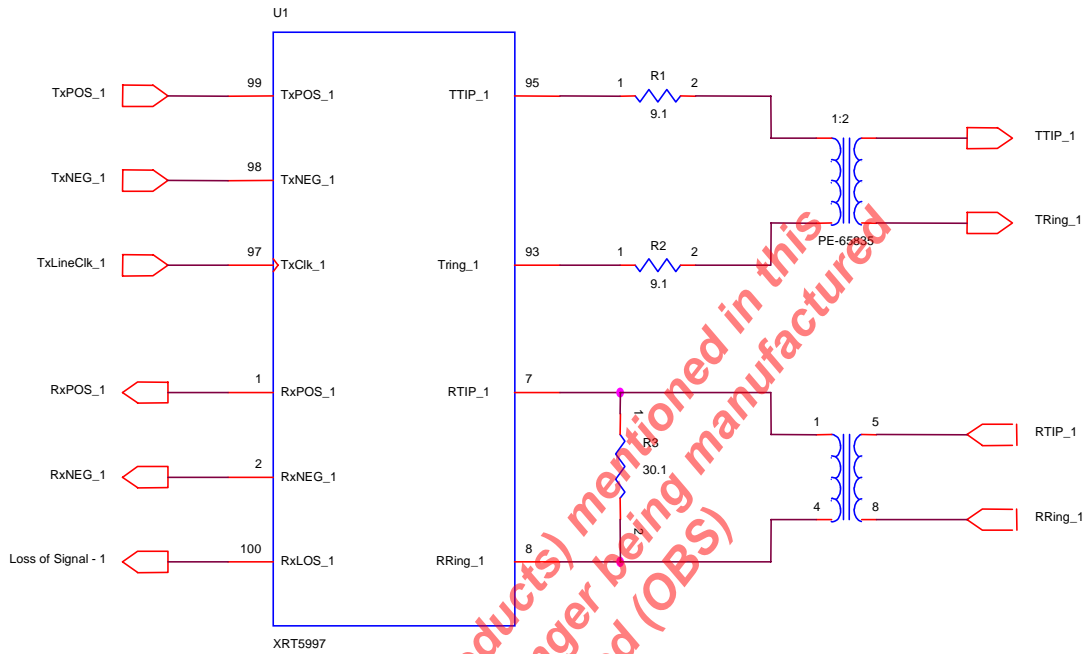 U1
TxPOS_1
99
TxPOS_1
TTIP_1
95
1
R1
2
9.1
1:2
TTIP_1
TxNEG_1
98
TxNEG_1
TRing_1
TxLineClk_1
97
TxClk_1
Tring_1
93
1
R2
2
9.1
PE-65835
RxPOS_1
1
RxPOS_1
RTIP_1
7
1
R3
30.1
2
1
5
RTIP_1
RxNEG_1
2
RxNEG_1
4
8
RRing_1
Loss of Signal - 1
100
RxLOS_1
RRing_1
8
XRT5997
mentioned in this
being manufactured
(OBS)